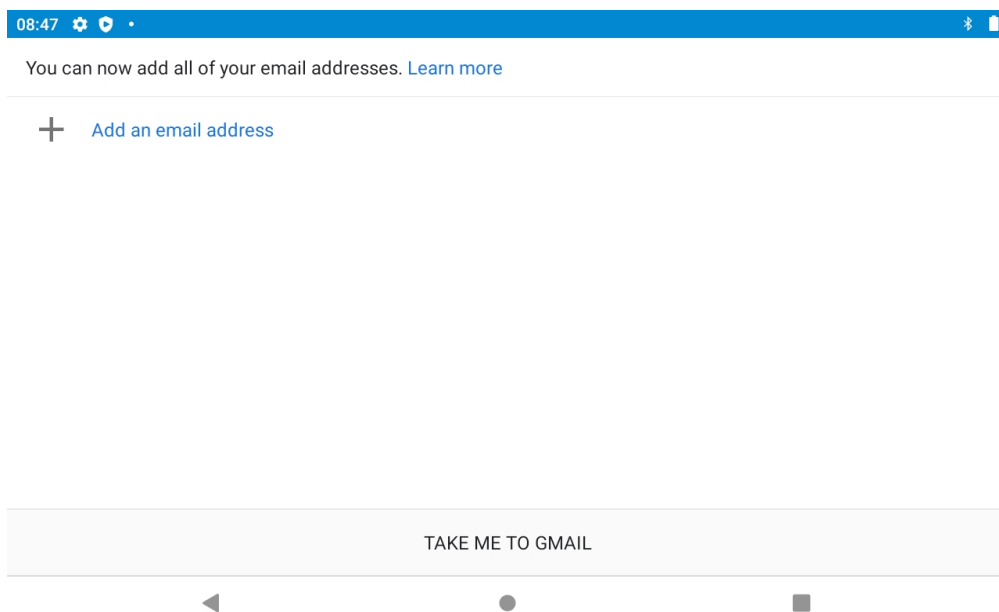 08:47
You can now add all of your email addresses. Learn more
Add an email address
TAKE ME TO GMAIL